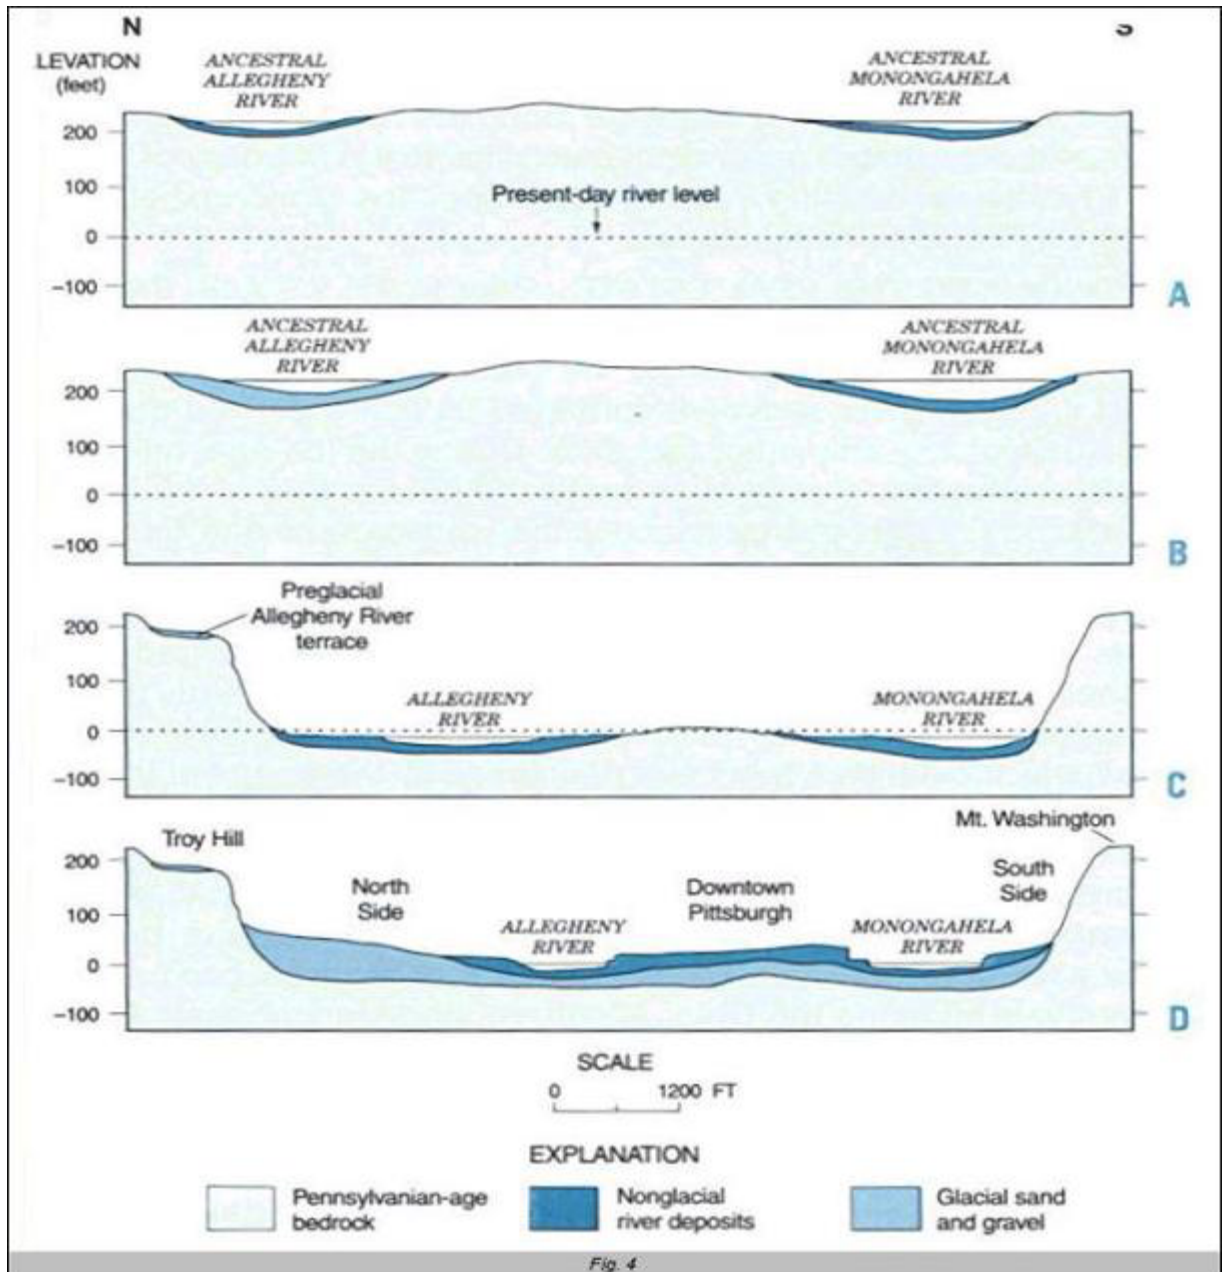 N
S
LEVATION
(feet)
ANCESTRAL
ALLEGHENY
RIVER
ANCESTRAL
MONONGAHELA
RIVER
200
100
0
−100
Present-day river level
A
ANCESTRAL
ALLEGHENY
RIVER
ANCESTRAL
MONONGAHELA
RIVER
200
100
0
−100
B
Preglacial
Allegheny River
terrace
200
100
0
−100
ALLEGHENY
RIVER
MONONGAHELA
RIVER
C
Troy Hill
Mt. Washington
200
100
0
−100
North
Side
Downtown
Pittsburgh
South
Side
ALLEGHENY
RIVER
MONONGAHELA
RIVER
D
SCALE
0 1200 FT
EXPLANATION
Pennsylvanian-age
bedrock
Nonglacial
river deposits
Glacial sand
and gravel
Fig. 4